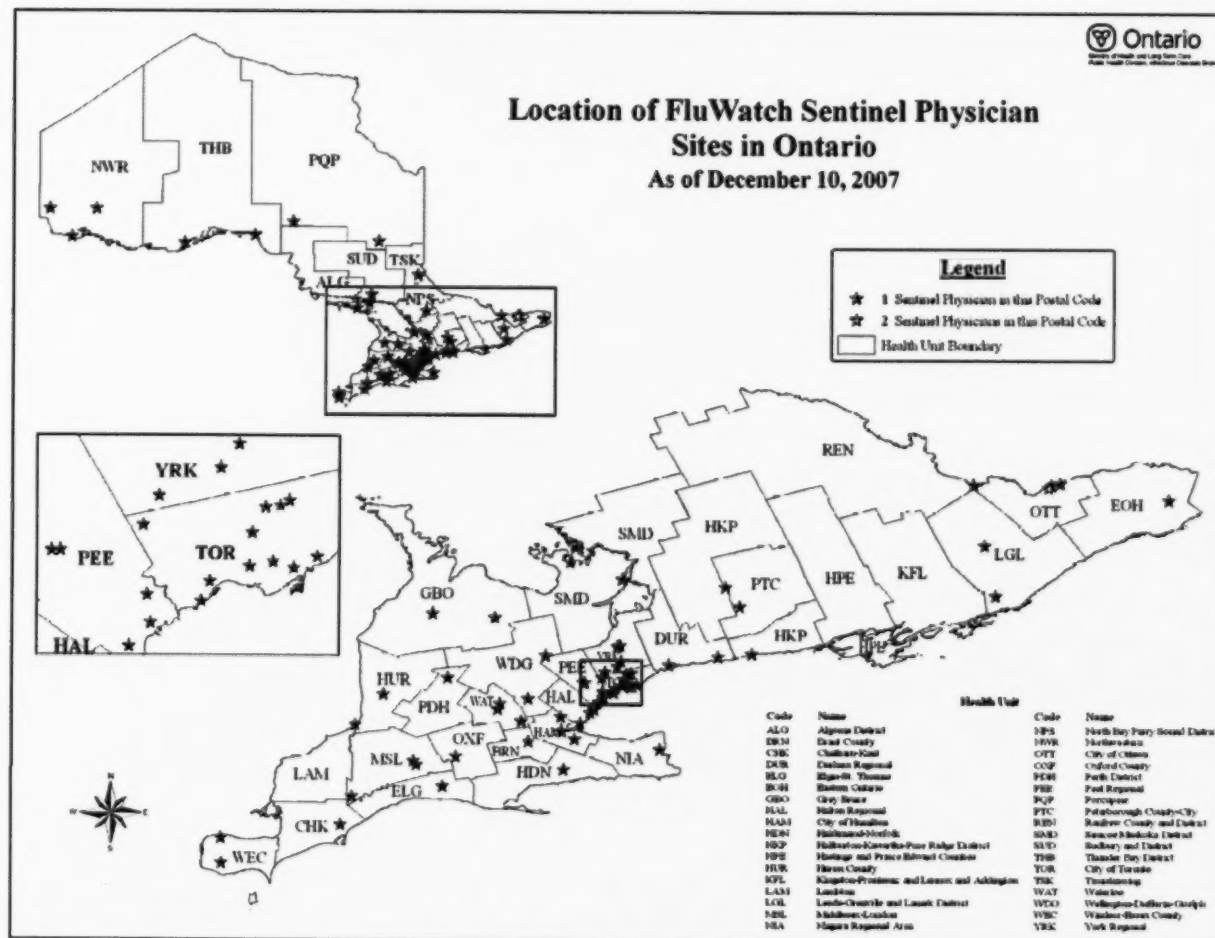 Ontario
Ministry of Health and Long-Term Care
Location of FluWatch Sentinel Physician
Sites in Ontario
As of December 10, 2007
NWR
THB
PQP
SUD
TSK
ALG
NPS
Legend
1 Sentinel Physician in this Postal Code
2 Sentinel Physicians in this Postal Code
Health Unit Boundary
YRK
PEE
TOR
HAL
REN
SMD
HKP
OTT
EOH
LGL
PTC
HPE
KFL
GBO
SMD
DUR
HKP
WDG
PEE
HUR
PDH
WAT
HAL
OXF
BRN
HAM
MSL
NIA
LAM
HDN
ELG
CHK
WEC
N
Health Unit
Code Name
ALG Algoma District
BRN Brant County
CHK Chatham-Kent
DUR Durham Regional
ELG Elgin-St. Thomas
EOH Eastern Ontario
GBO Grey Bruce
HAL Halton Regional
HAM City of Hamilton
HDN Haldimand-Norfolk
HKP Haliburton-Kawartha-Pine Ridge District
HPE Hastings and Prince Edward Counties
HUR Huron County
KFL Kingston-Frontenac and Lennox and Addington
LAM Lambton
LGL Leeds-Grenville and Lanark District
MSL Middlesex-London
NIA Niagara Regional Area
Code Name
NPS North Bay Parry Sound District
NWR Northwestern
OTT City of Ottawa
OXF Oxford County
PDH Perth District
PEE Peel Regional
PQP Porcupine
PTC Peterborough County-City
REN Renfrew County and District
SMD Simcoe Muskoka District
SUD Sudbury and District
THB Thunder Bay District
TOR City of Toronto
TSK Timiskaming
WAT Waterloo
WDG Wellington-Dufferin-Guelph
WEC Windsor-Essex County
YRK York Regional